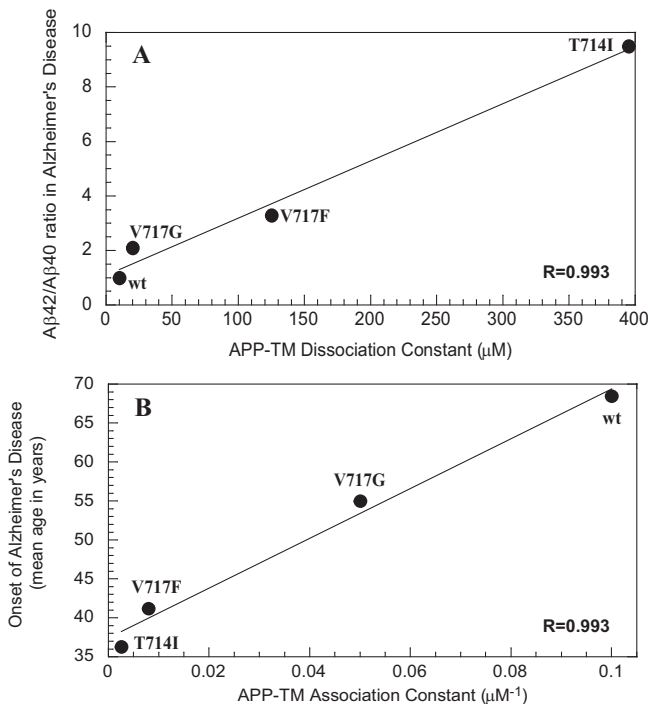 10
A
T714I
8
6
4
V717F
V717G
2
wt
R=0.993
0
0 50 100 150 200 250 300 350 400
APP-TM Dissociation Constant (μM)
Aβ42/Aβ40 ratio in Alzheimer's Disease
70
B
65
wt
60
V717G
55
50
45
V717F
40
R=0.993
T714I
35
0 0.02 0.04 0.06 0.08 0.1
APP-TM Association Constant (μM⁻¹)
Onset of Alzheimer's Disease
(mean age in years)